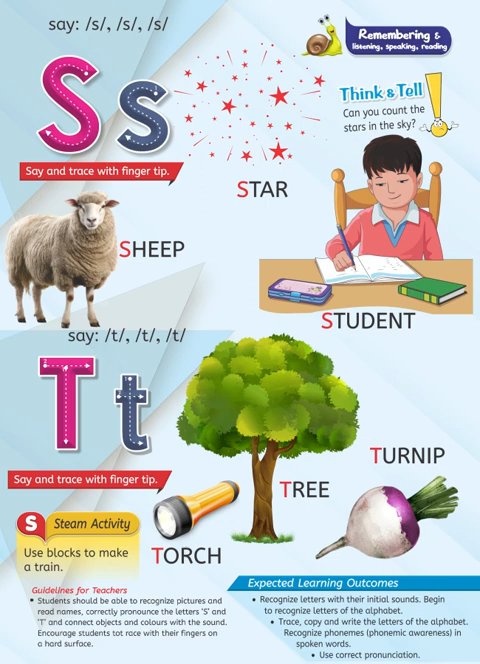 say: /s/, /s/, /s/
Remembering &
listening, speaking, reading
Ss
Think & Tell
Can you count the
stars in the sky?
Say and trace with finger tip.
STAR
SHEEP
STUDENT
say: /t/, /t/, /t/
Tt
TURNIP
Say and trace with finger tip.
TREE
S Steam Activity
Use blocks to make
a train.
TORCH
Guidelines for Teachers
• Students should be able to recognize pictures and
read names, correctly pronounce the letters 'S' and
'T' and connect objects and colours with the sound.
Encourage students tot race with their fingers on
a hard surface.
Expected Learning Outcomes
• Recognize letters with their initial sounds. Begin
to recognize letters of the alphabet.
• Trace, copy and write the letters of the alphabet.
Recognize phonemes (phonemic awareness) in
spoken words.
• Use correct pronunciation.